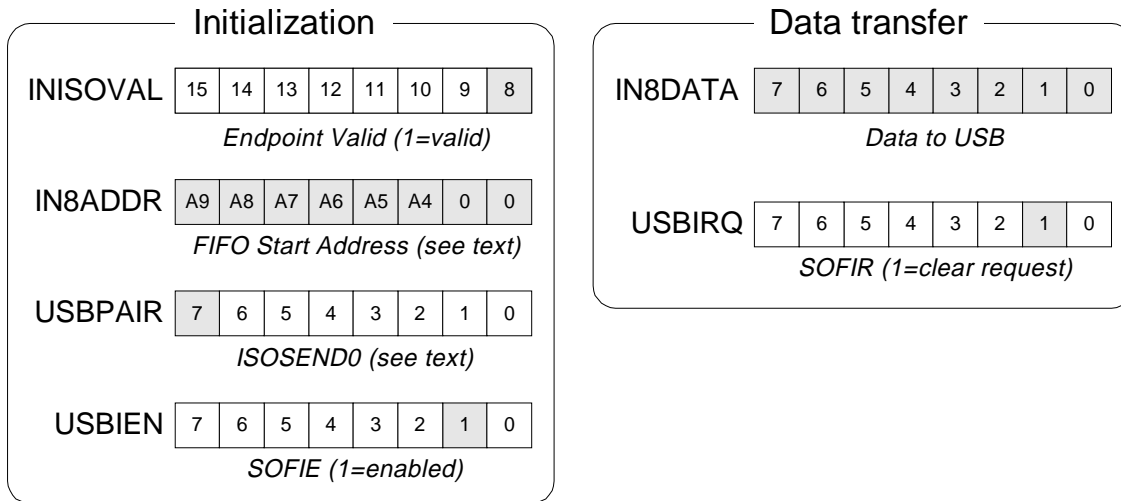 Initialization
INISOVAL 15 14 13 12 11 10 9 8
Endpoint Valid (1=valid)
IN8ADDR A9 A8 A7 A6 A5 A4 0 0
FIFO Start Address (see text)
USBPAIR 7 6 5 4 3 2 1 0
ISOSEND0 (see text)
USBIEN 7 6 5 4 3 2 1 0
SOFIE (1=enabled)
Data transfer
IN8DATA 7 6 5 4 3 2 1 0
Data to USB
USBIRQ 7 6 5 4 3 2 1 0
SOFIR (1=clear request)